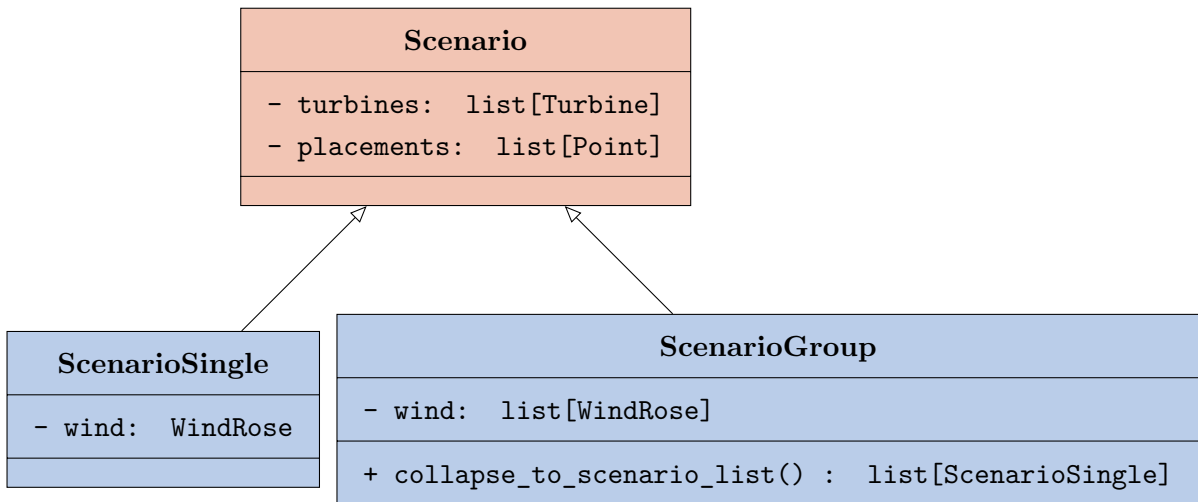 Scenario
- turbines: list[Turbine]
- placements: list[Point]
ScenarioSingle
- wind: WindRose
ScenarioGroup
- wind: list[WindRose]
+ collapse_to_scenario_list() : list[ScenarioSingle]